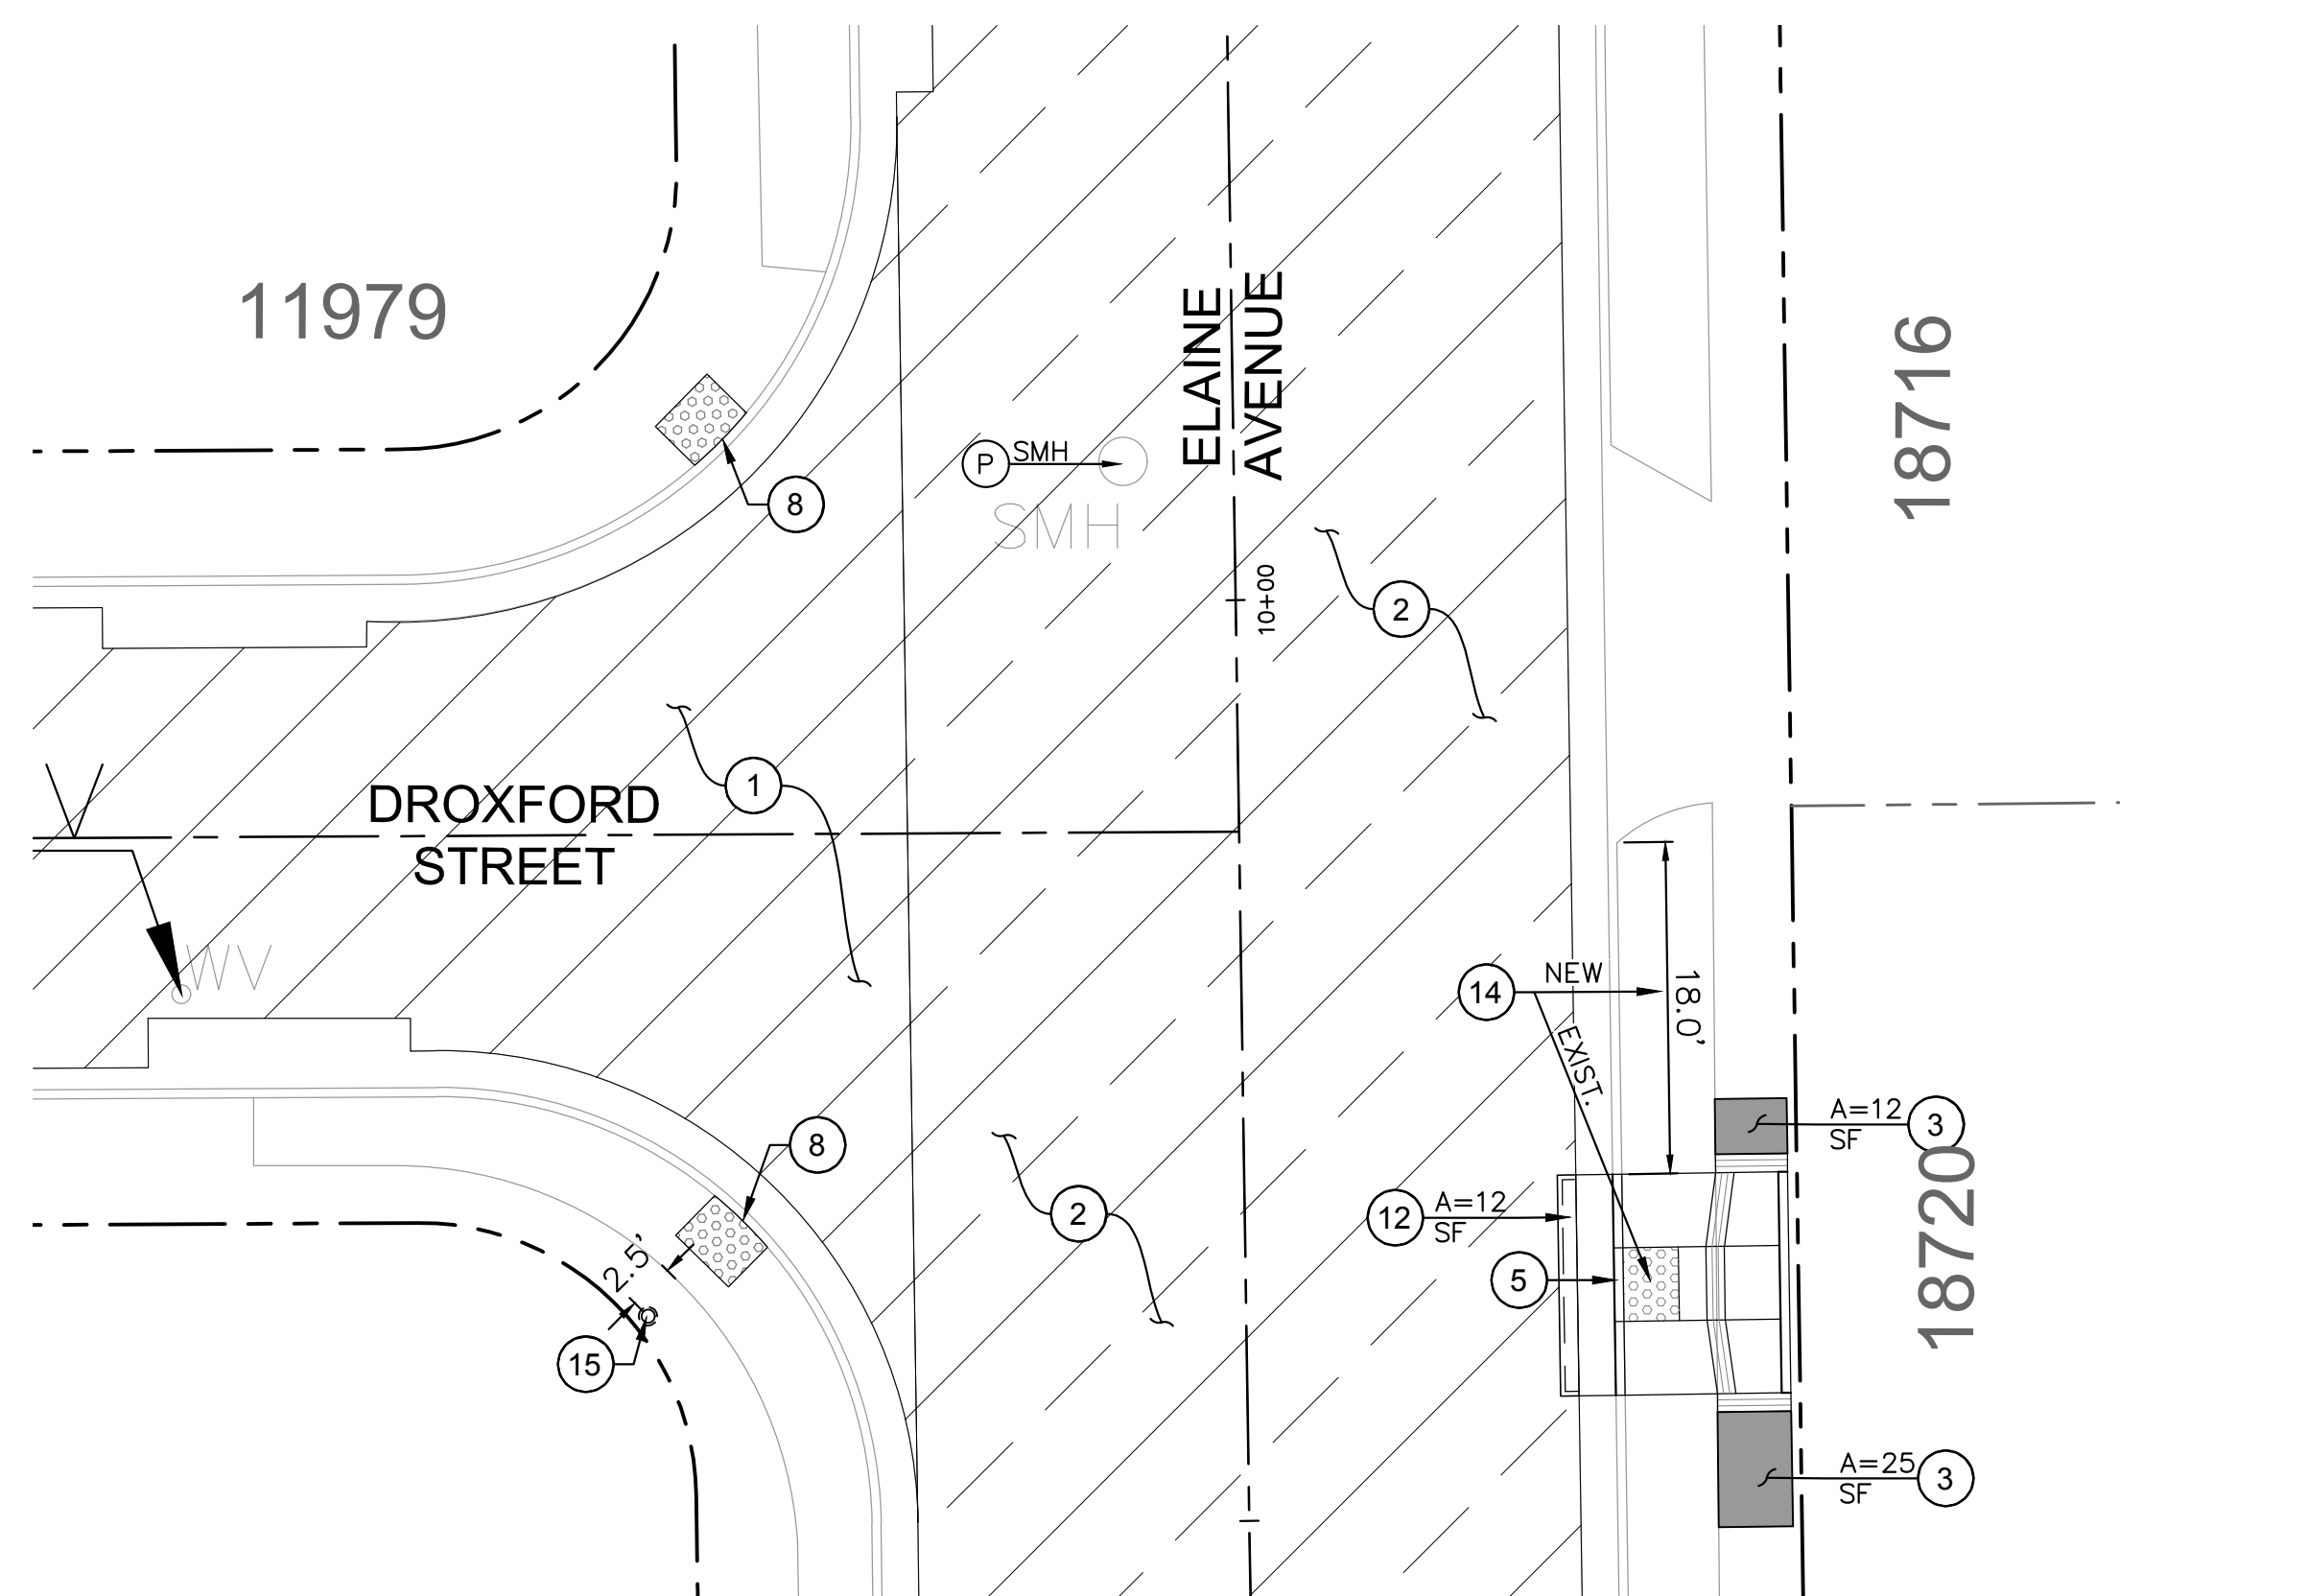 11979
18716
ELAINE
AVENUE
P
SMH
SMH
8
10+00
2
1
DROXFORD
STREET
V
WV
14
NEW
EXIST.
18.0'
A=12
SF
3
8
2
12
A=12
SF
5
18720
2.5'
15
A=25
SF
3